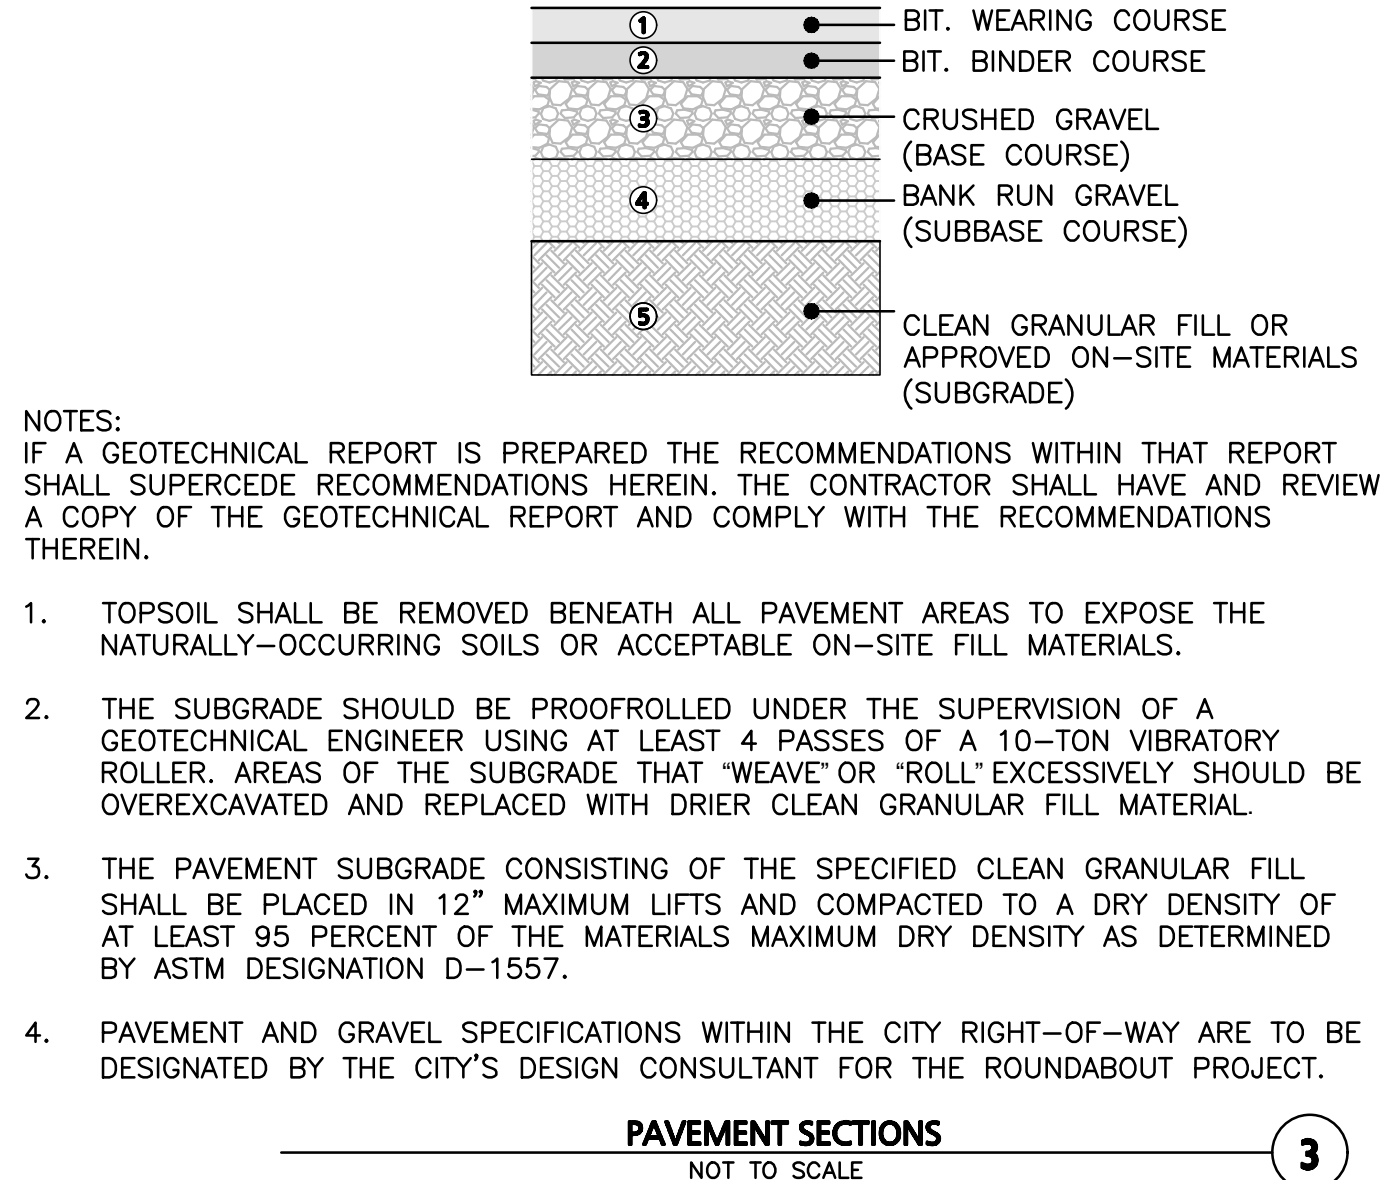 ① BIT. WEARING COURSE
② BIT. BINDER COURSE
③ CRUSHED GRAVEL
(BASE COURSE)
④ BANK RUN GRAVEL
(SUBBASE COURSE)
⑤ CLEAN GRANULAR FILL OR
APPROVED ON-SITE MATERIALS
(SUBGRADE)
NOTES:
IF A GEOTECHNICAL REPORT IS PREPARED THE RECOMMENDATIONS WITHIN THAT REPORT
SHALL SUPERCEDE RECOMMENDATIONS HEREIN. THE CONTRACTOR SHALL HAVE AND REVIEW
A COPY OF THE GEOTECHNICAL REPORT AND COMPLY WITH THE RECOMMENDATIONS
THEREIN.
1. TOPSOIL SHALL BE REMOVED BENEATH ALL PAVEMENT AREAS TO EXPOSE THE
NATURALLY-OCCURRING SOILS OR ACCEPTABLE ON-SITE FILL MATERIALS.
2. THE SUBGRADE SHOULD BE PROOFROLLED UNDER THE SUPERVISION OF A
GEOTECHNICAL ENGINEER USING AT LEAST 4 PASSES OF A 10-TON VIBRATORY
ROLLER. AREAS OF THE SUBGRADE THAT “WEAVE” OR “ROLL” EXCESSIVELY SHOULD BE
OVEREXCAVATED AND REPLACED WITH DRIER CLEAN GRANULAR FILL MATERIAL.
3. THE PAVEMENT SUBGRADE CONSISTING OF THE SPECIFIED CLEAN GRANULAR FILL
SHALL BE PLACED IN 12” MAXIMUM LIFTS AND COMPACTED TO A DRY DENSITY OF
AT LEAST 95 PERCENT OF THE MATERIALS MAXIMUM DRY DENSITY AS DETERMINED
BY ASTM DESIGNATION D-1557.
4. PAVEMENT AND GRAVEL SPECIFICATIONS WITHIN THE CITY RIGHT-OF-WAY ARE TO BE
DESIGNATED BY THE CITY’S DESIGN CONSULTANT FOR THE ROUNDABOUT PROJECT.
PAVEMENT SECTIONS
3
NOT TO SCALE